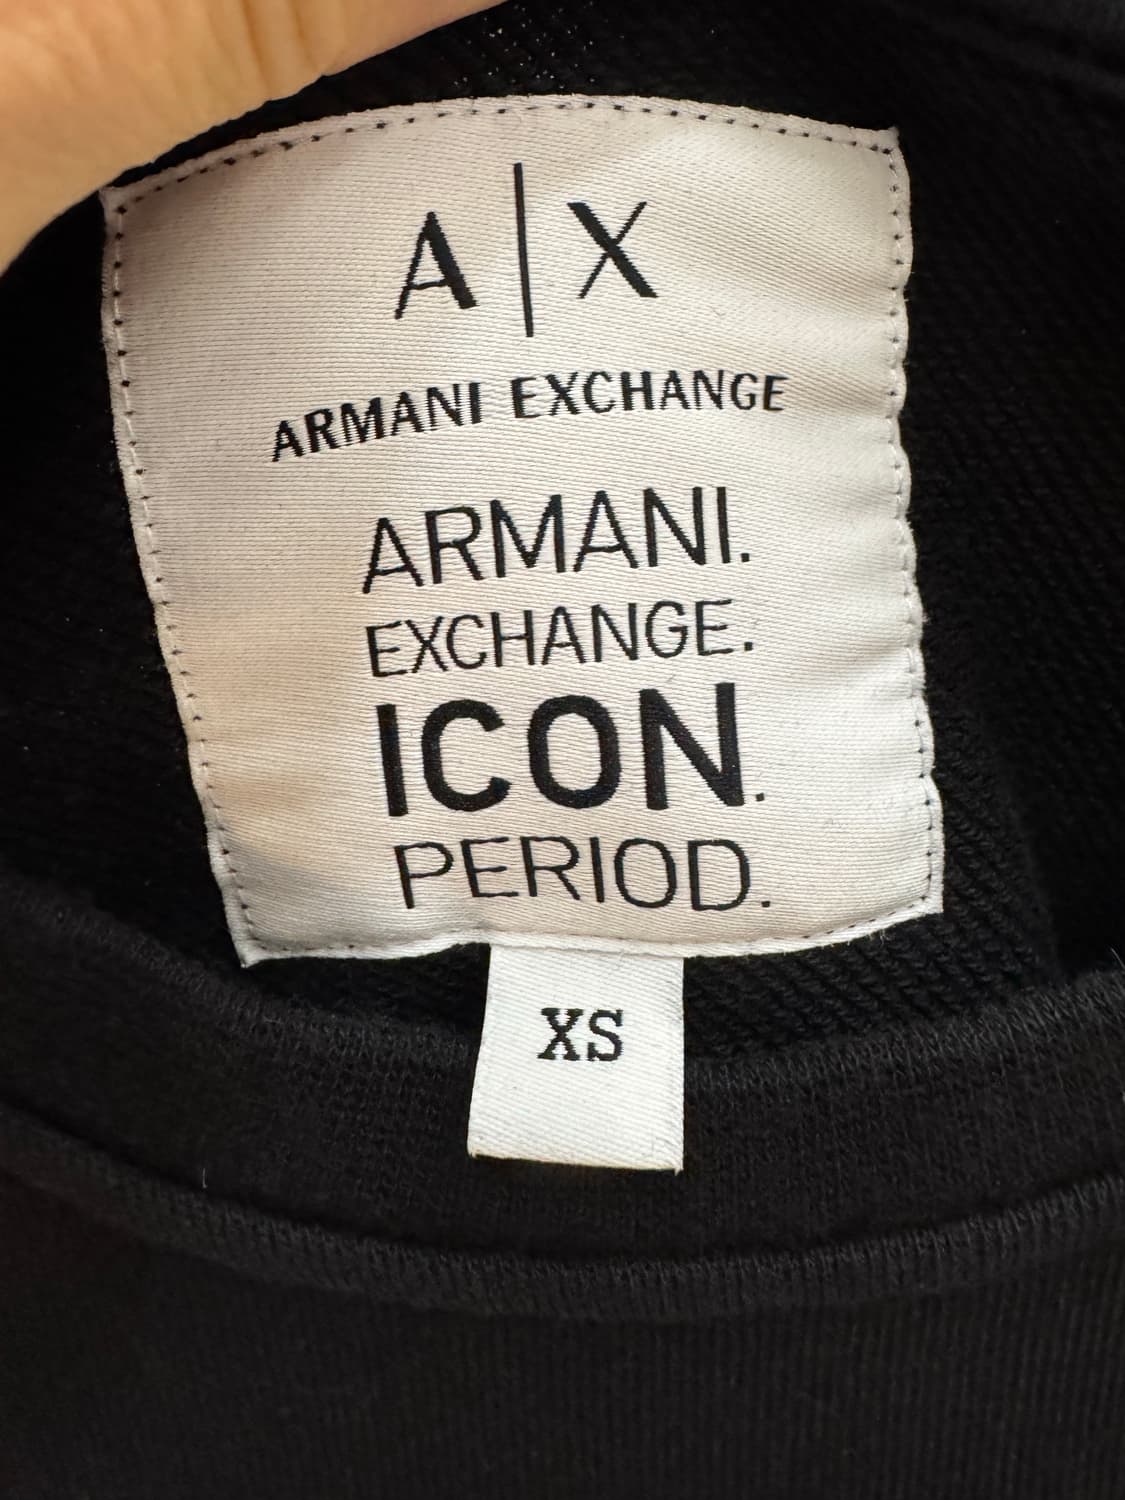 A|X
ARMANI EXCHANGE
ARMANI.
EXCHANGE.
ICON.
PERIOD.
XS